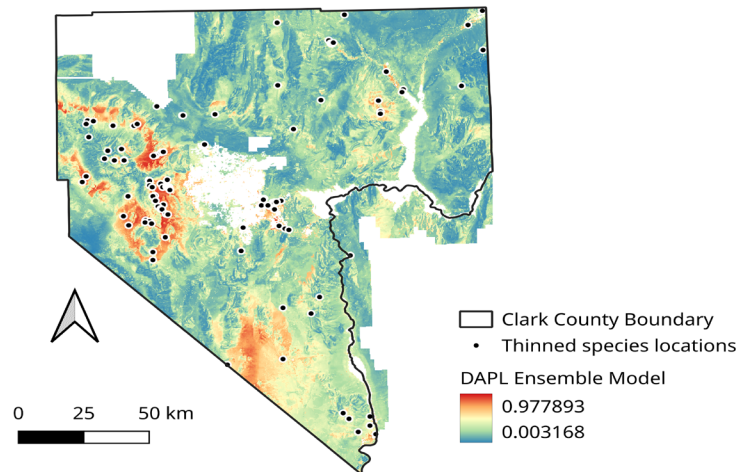 Clark County Boundary
Thinned species locations
DAPL Ensemble Model
0.977893
0.003168
0 25 50 km